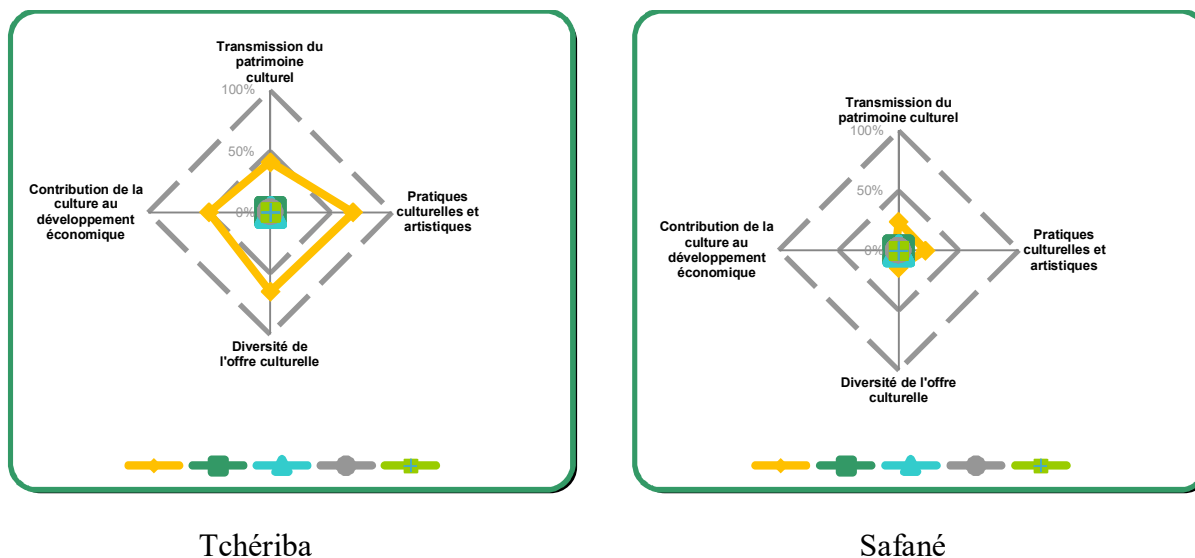 Transmission du
patrimoine
culturel
100%
50%
0%
Contribution de la
culture au
développement
économique
Pratiques
culturelles et
artistiques
Diversité de
l'offre culturelle
Tchériba
Transmission du
patrimoine culturel
100%
50%
0%
Contribution de la
culture au
développement
économique
Pratiques
culturelles et
artistiques
Diversité de l'offre
culturelle
Safané